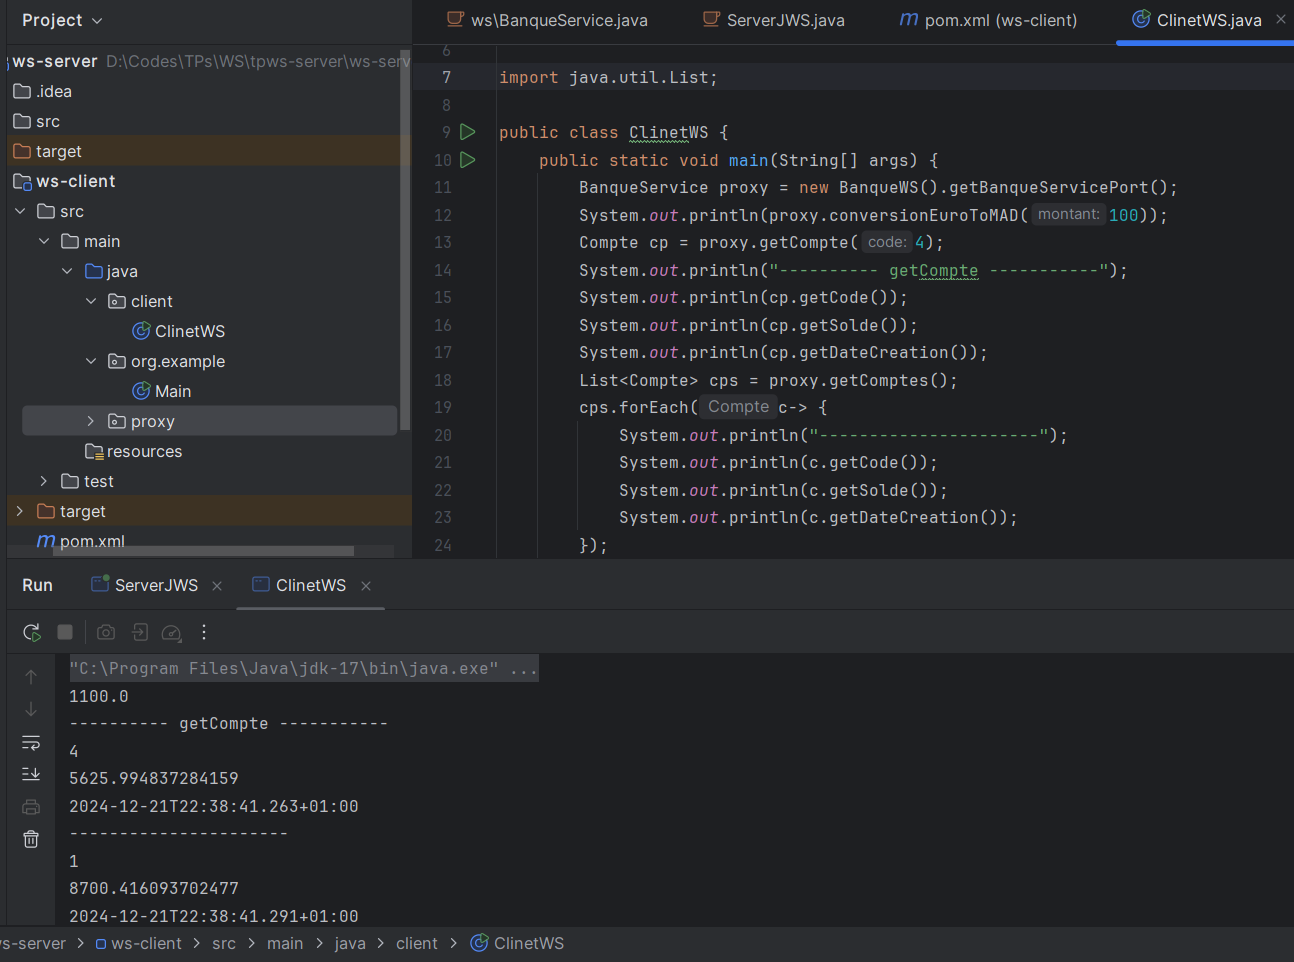 Project
ws\BanqueService.java
ServerJWS.java
pom.xml (ws-client)
ClinetWS.java
ws-server D:\Codes\TPs\WS\tpws-server\ws-serv
.idea
src
target
ws-client
src
main
java
client
ClinetWS
org.example
Main
proxy
resources
test
target
pom.xml
6
7 import java.util.List;
8
9 public class ClinetWS {
10 public static void main(String[] args) {
11 BanqueService proxy = new BanqueWS().getBanqueServicePort();
12 System.out.println(proxy.conversionEuroToMAD( montant: 100));
13 Compte cp = proxy.getCompte( code: 4);
14 System.out.println("---------- getCompte -----------");
15 System.out.println(cp.getCode());
16 System.out.println(cp.getSolde());
17 System.out.println(cp.getDateCreation());
18 List<Compte> cps = proxy.getComptes();
19 cps.forEach( Compte c-> {
20 System.out.println("----------------------");
21 System.out.println(c.getCode());
22 System.out.println(c.getSolde());
23 System.out.println(c.getDateCreation());
24 });
Run ServerJWS ClinetWS
"C:\Program Files\Java\jdk-17\bin\java.exe" ...
1100.0
---------- getCompte -----------
4
5625.994837284159
2024-12-21T22:38:41.263+01:00
----------------------
1
8700.416093702477
2024-12-21T22:38:41.291+01:00
s-server > ws-client > src > main > java > client > ClinetWS